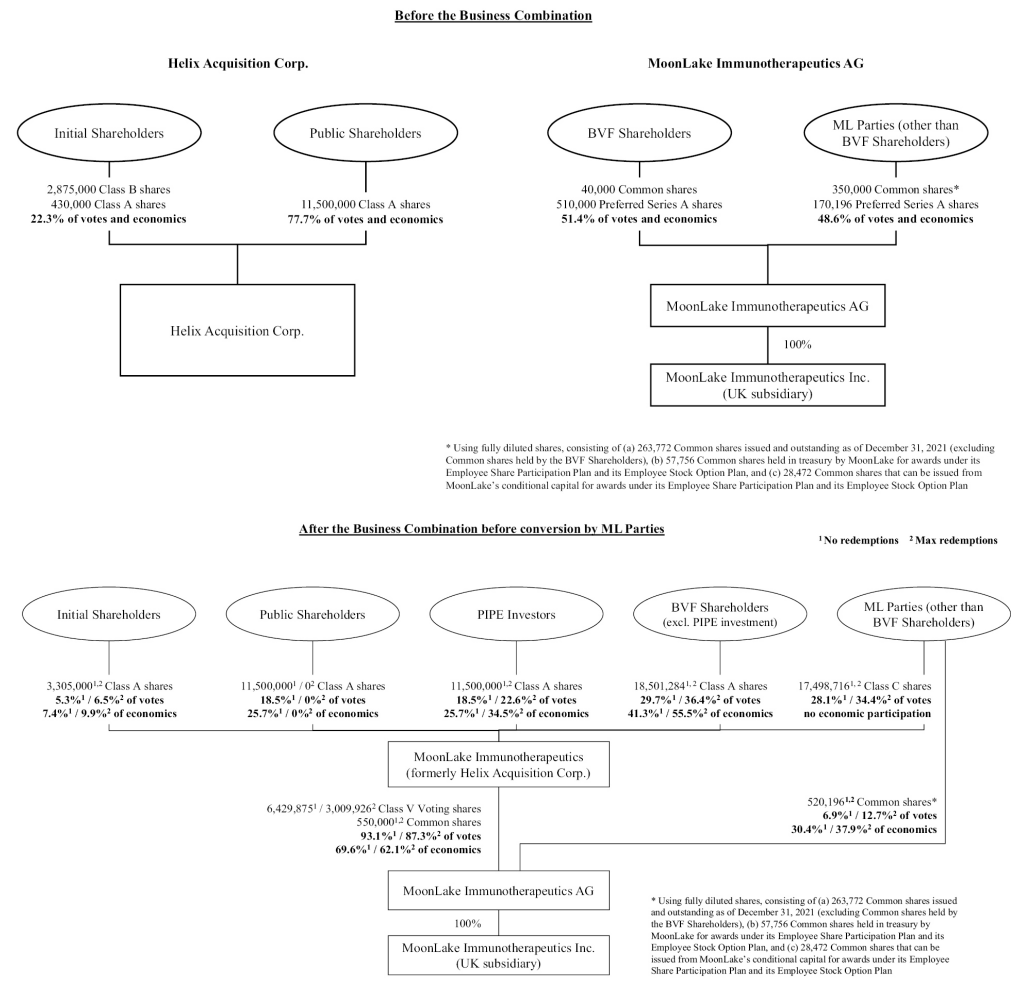 Before the Business Combination
Helix Acquisition Corp.
MoonLake Immunotherapeutics AG
Initial Shareholders
Public Shareholders
BVF Shareholders
ML Parties (other than
BVF Shareholders)
2,875,000 Class B shares
430,000 Class A shares
22.3% of votes and economics
11,500,000 Class A shares
77.7% of votes and economics
40,000 Common shares
510,000 Preferred Series A shares
51.4% of votes and economics
350,000 Common shares*
170,196 Preferred Series A shares
48.6% of votes and economics
Helix Acquisition Corp.
MoonLake Immunotherapeutics AG
100%
MoonLake Immunotherapeutics Inc.
(UK subsidiary)
* Using fully diluted shares, consisting of (a) 263,772 Common shares issued and outstanding as of December 31, 2021 (excluding
Common shares held by the BVF Shareholders), (b) 57,756 Common shares held in treasury by MoonLake for awards under its
Employee Share Participation Plan and its Employee Stock Option Plan, and (c) 28,472 Common shares that can be issued from
MoonLake's conditional capital for awards under its Employee Share Participation Plan and its Employee Stock Option Plan
After the Business Combination before conversion by ML Parties
¹ No redemptions ² Max redemptions
Initial Shareholders
Public Shareholders
PIPE Investors
BVF Shareholders
(excl. PIPE investment)
ML Parties (other than
BVF Shareholders)
3,305,000¹,² Class A shares
5.3%¹ / 6.5%² of votes
7.4%¹ / 9.9%² of economics
11,500,000¹ / 0² Class A shares
18.5%¹ / 0%² of votes
25.7%¹ / 0%² of economics
11,500,000¹,² Class A shares
18.5%¹ / 22.6%² of votes
25.7%¹ / 34.5%² of economics
18,501,284¹,² Class A shares
29.7%¹ / 36.4%² of votes
41.3%¹ / 55.5%² of economics
17,498,716¹,² Class C shares
28.1%¹ / 34.4%² of votes
no economic participation
MoonLake Immunotherapeutics
(formerly Helix Acquisition Corp.)
6,429,875¹ / 3,009,926² Class V Voting shares
550,000¹,² Common shares
93.1%¹ / 87.3%² of votes
69.6%¹ / 62.1%² of economics
520,196¹,² Common shares*
6.9%¹ / 12.7%² of votes
30.4%¹ / 37.9%² of economics
MoonLake Immunotherapeutics AG
100%
MoonLake Immunotherapeutics Inc.
(UK subsidiary)
* Using fully diluted shares, consisting of (a) 263,772 Common shares issued
and outstanding as of December 31, 2021 (excluding Common shares held by
the BVF Shareholders), (b) 57,756 Common shares held in treasury by
MoonLake for awards under its Employee Share Participation Plan and its
Employee Stock Option Plan, and (c) 28,472 Common shares that can be
issued from MoonLake's conditional capital for awards under its Employee
Share Participation Plan and its Employee Stock Option Plan